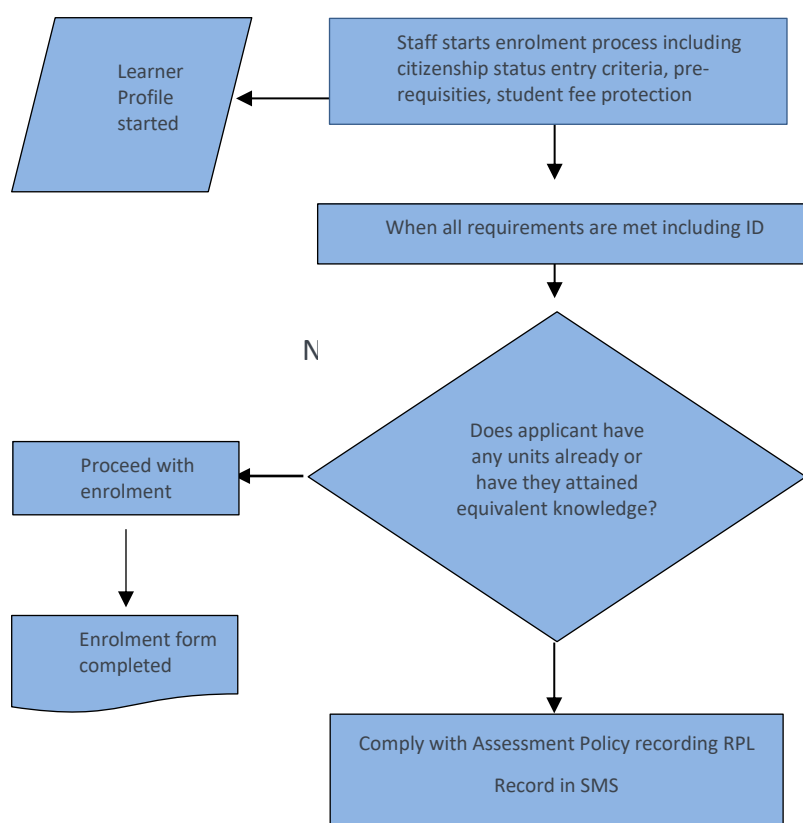 Staff starts enrolment process including
citizenship status entry criteria, pre-
requisities, student fee protection
Learner
Profile
started
When all requirements are met including ID
N
Does applicant have
any units already or
have they attained
equivalent knowledge?
Proceed with
enrolment
Enrolment form
completed
Comply with Assessment Policy recording RPL
Record in SMS